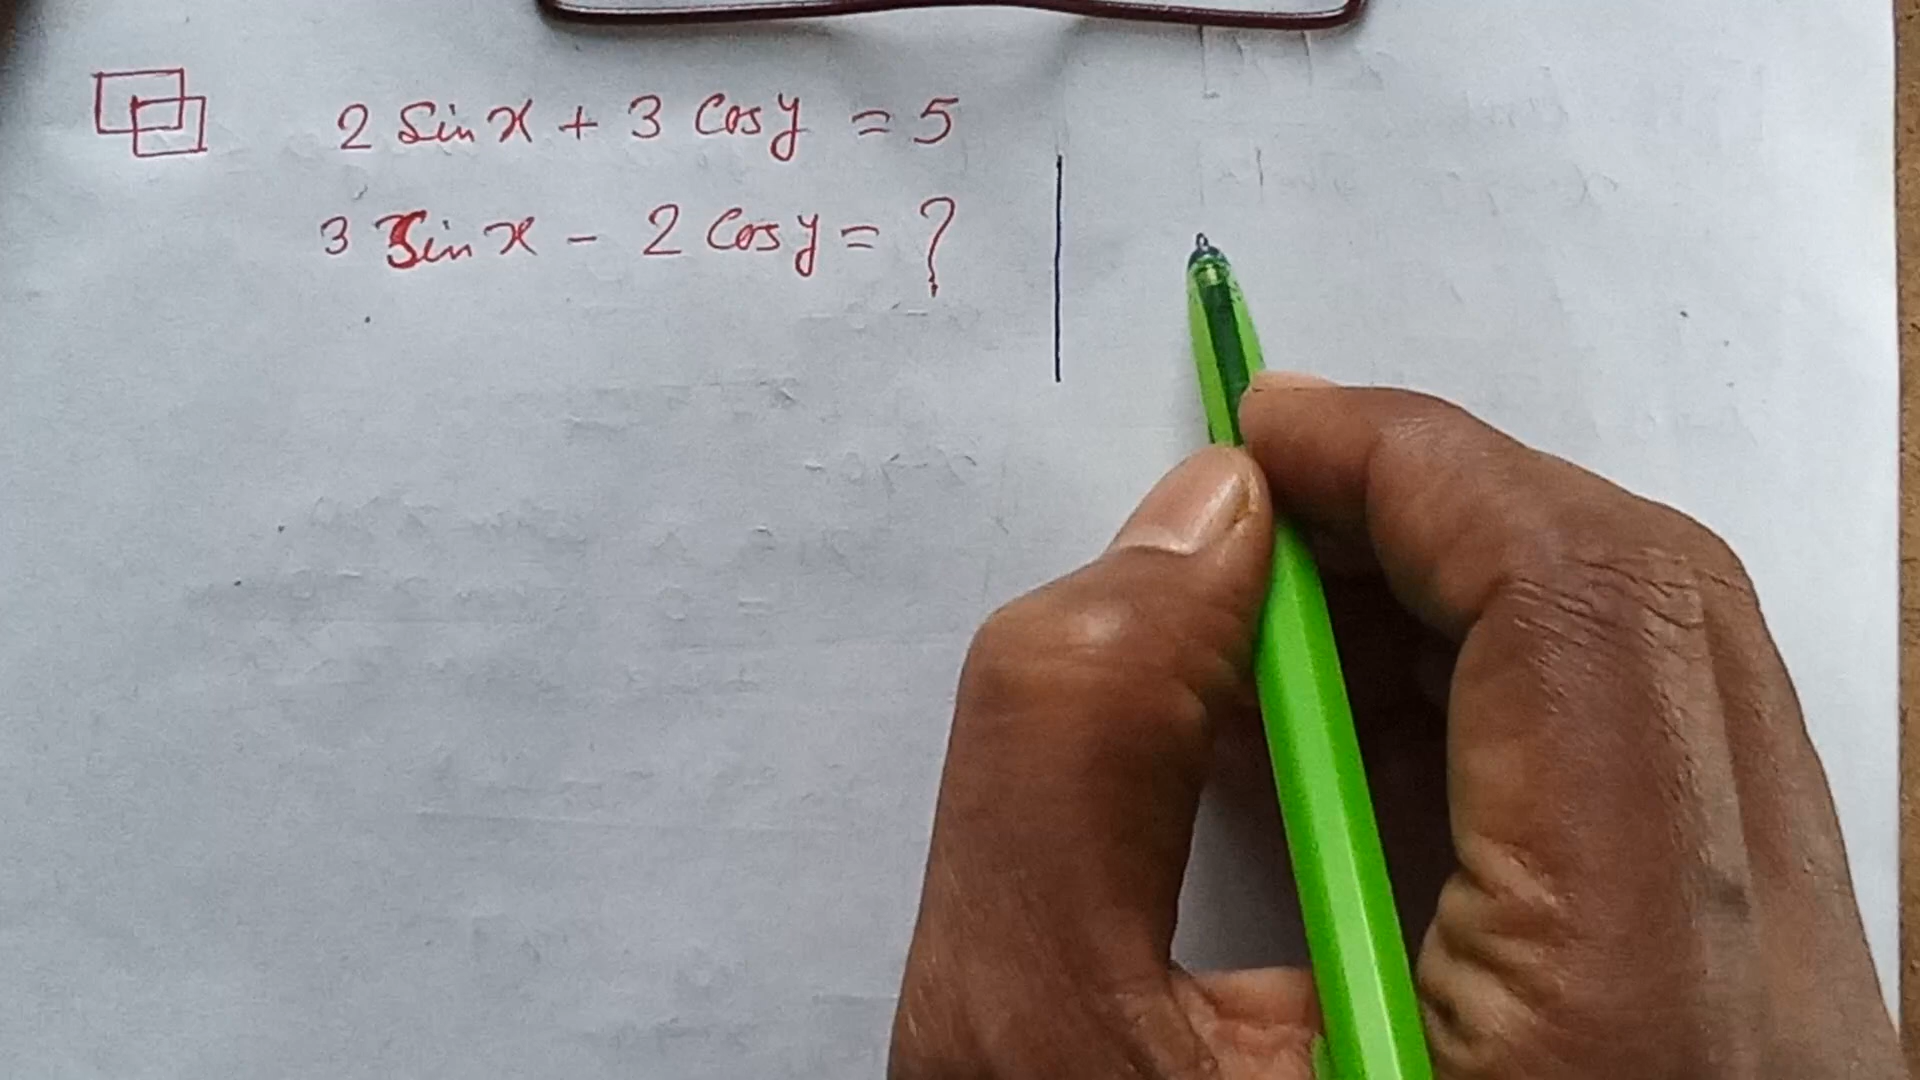 2 Sin x + 3 Cos y = 5
3 Sin x - 2 Cos y = ?